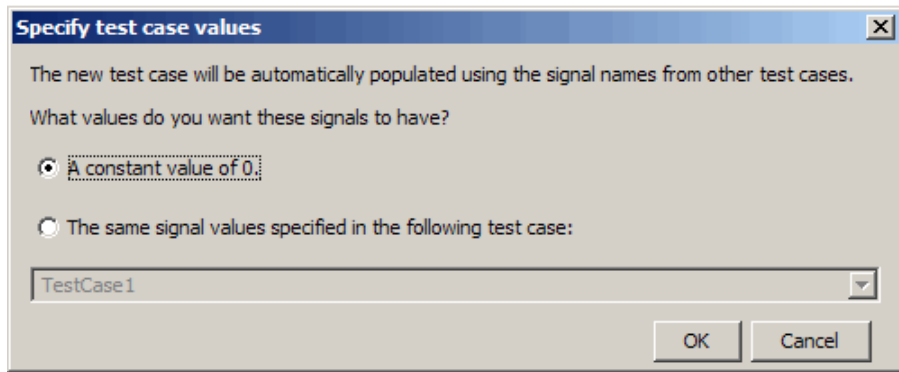 Specify test case values
The new test case will be automatically populated using the signal names from other test cases.
What values do you want these signals to have?
A constant value of 0.
The same signal values specified in the following test case:
TestCase1
OK Cancel